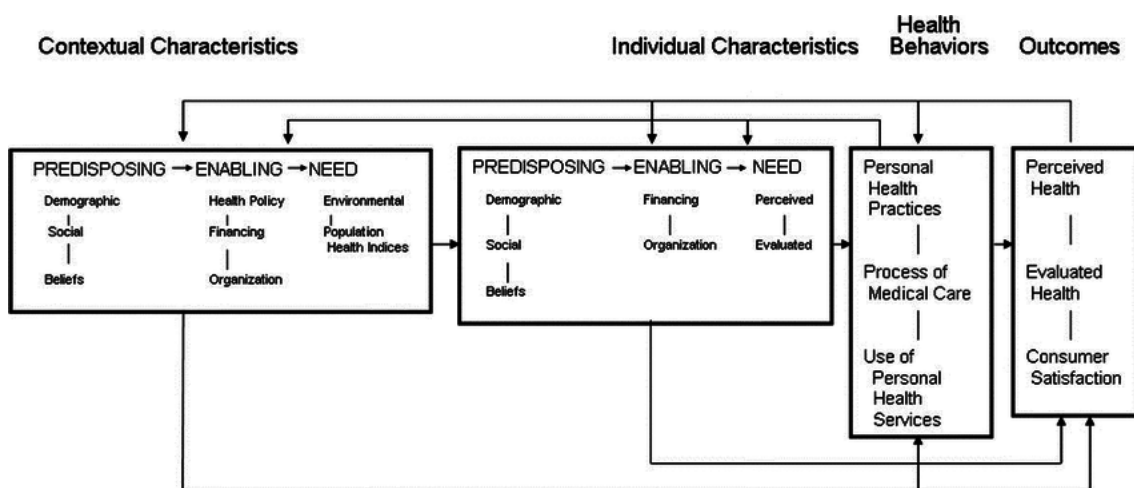 Contextual Characteristics
Individual Characteristics
Health
Behaviors
Outcomes
PREDISPOSING
ENABLING
NEED
Demographic
Social
Beliefs
Health Policy
Financing
Organization
Environmental
Population
Health Indices
PREDISPOSING
ENABLING
NEED
Demographic
Social
Beliefs
Financing
Organization
Perceived
Evaluated
Personal
Health
Practices
Process of
Medical Care
Use of
Personal
Health
Services
Perceived
Health
Evaluated
Health
Consumer
Satisfaction